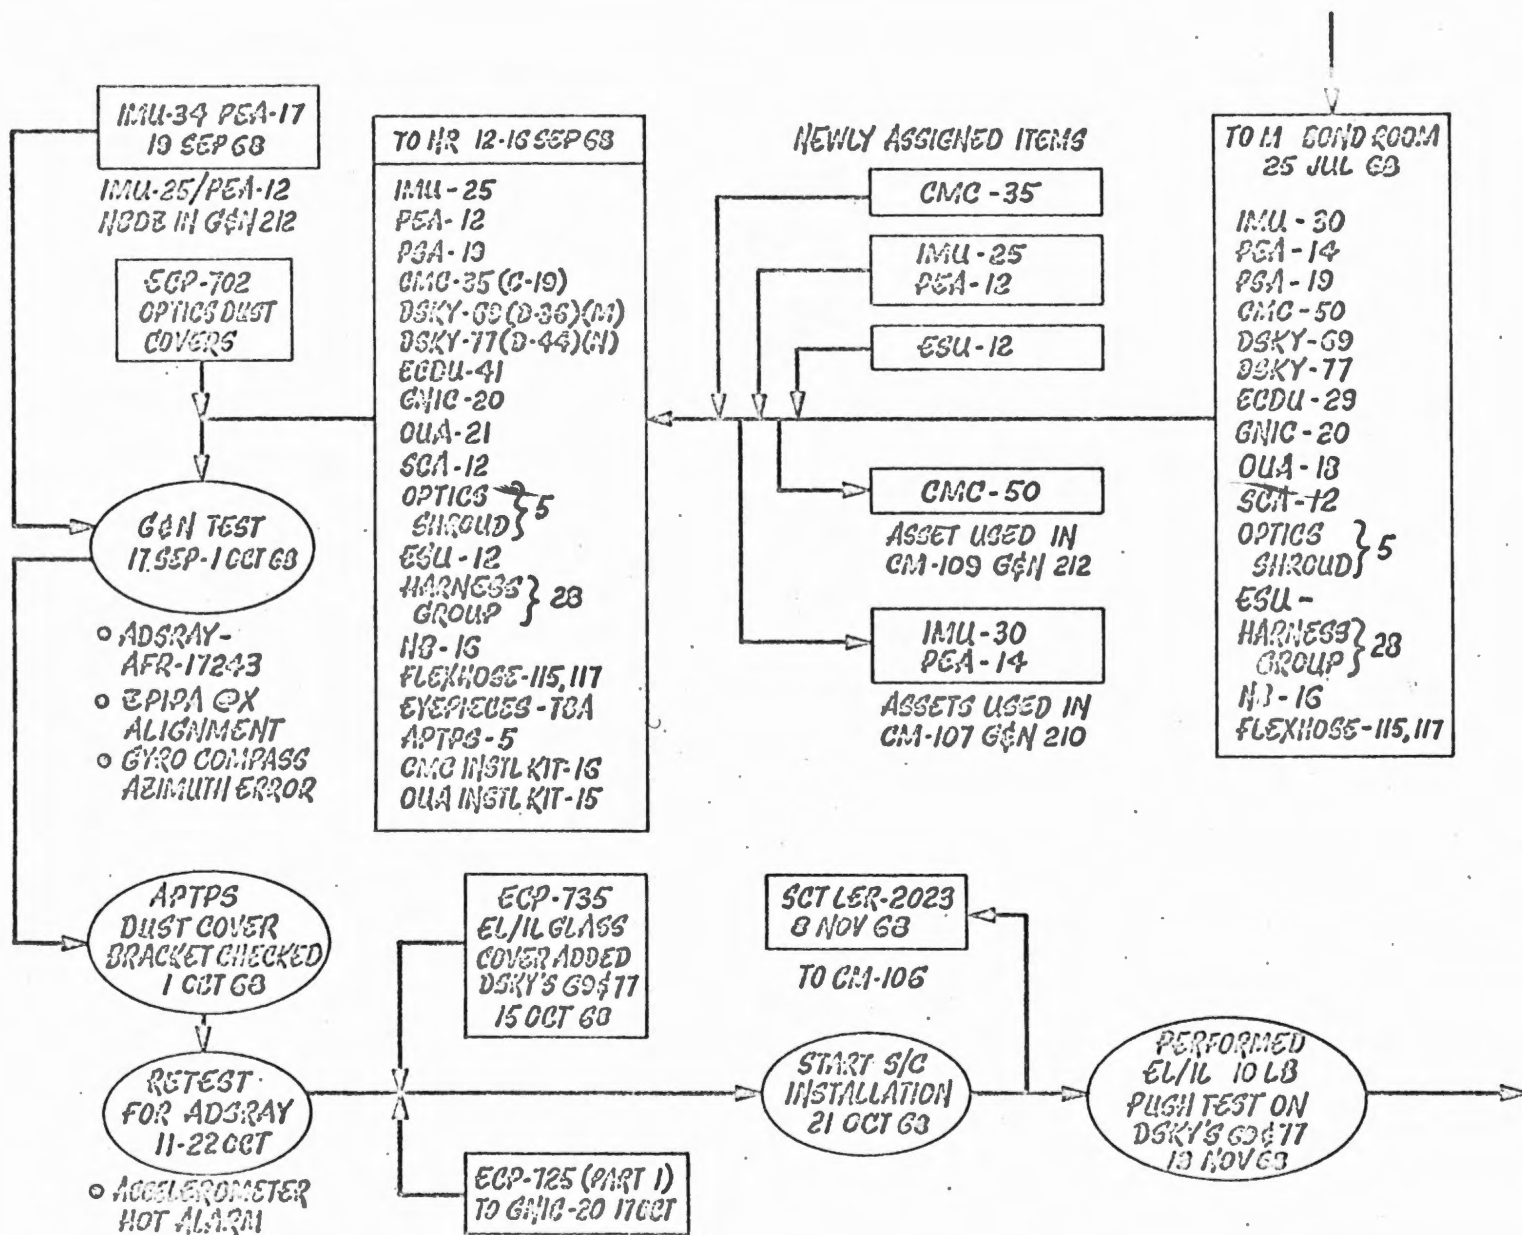 IMU-34 PEA-17
19 SEP 68
IMU-25/PEA-12
IN G&N 212
ECP-702
OPTICS DUST
COVERS
G&N TEST
17 SEP-1 OCT 68
o ADSRAY-
AFR-17243
o ZPIPA @X
ALIGNMENT
o GYRO COMPASS
AZIMUTH ERROR
TO NR 12-16 SEP 68
IMU-25
PEA-12
PSA-19
CMC-35 (C-19)
DSKY-69 (D-36)(M)
DSKY-77 (D-44)(N)
ECDU-41
GNIC-20
OUA-21
SCA-12
OPTICS
SHROUD } 5
ESU-12
HARNESS
GROUP } 28
NB-16
FLEXHOSE-115,117
EYEPIECES-TBA
APTPS-5
CMC INSTL KIT-16
OUA INSTL KIT-15
NEWLY ASSIGNED ITEMS
CMC-35
IMU-25
PEA-12
ESU-12
CMC-50
ASSET USED IN
CM-109 G&N 212
IMU-30
PEA-14
ASSETS USED IN
CM-107 G&N 210
TO M BOND ROOM
25 JUL 68
IMU-30
PEA-14
PSA-19
CMC-50
DSKY-69
DSKY-77
ECDU-29
GNIC-20
OUA-18
SCA-12
OPTICS
SHROUD } 5
ESU-
HARNESS
GROUP } 28
NB-16
FLEXHOSE-115,117
APTPS
DUST COVER
BRACKET CHECKED
1 OCT 68
RETEST
FOR ADSRAY
11-22 OCT
o ACCELEROMETER
HOT ALARM
ECP-735
EL/IL GLASS
COVER ADDED
DSKY'S 69&77
15 OCT 68
ECP-725 (PART 1)
TO GNIC-20 17 OCT
START S/C
INSTALLATION
21 OCT 68
SCT LER-2023
8 NOV 68
TO CM-106
PERFORMED
EL/IL 10 LB
PUSH TEST ON
DSKY'S 69&77
NOV 68